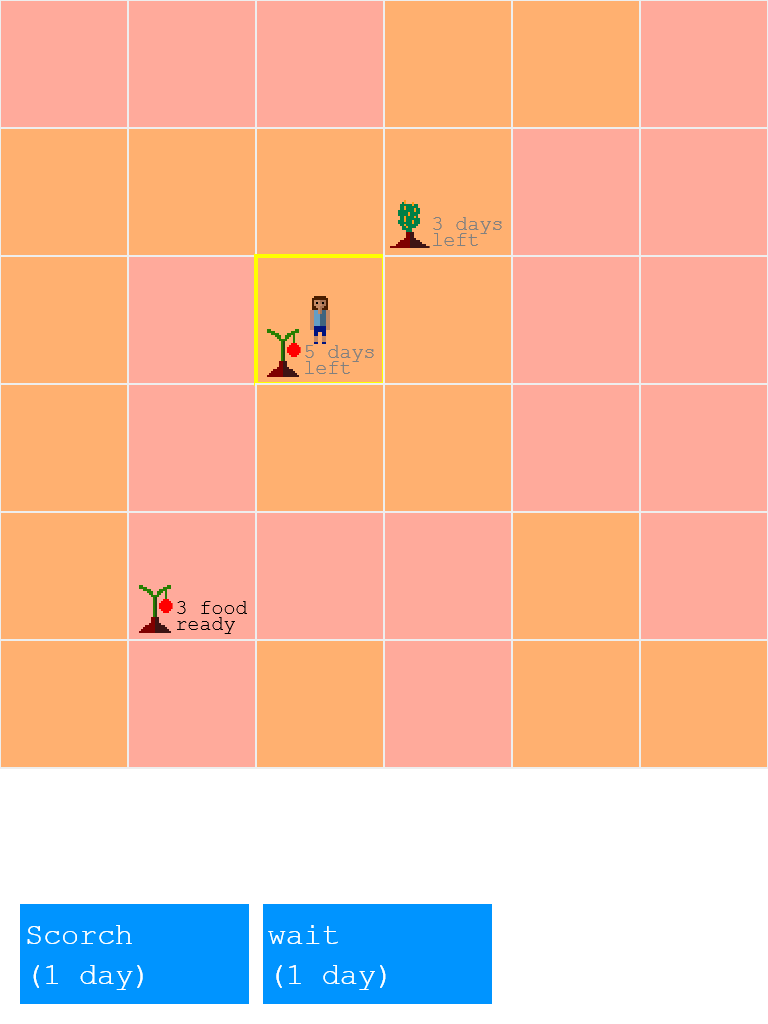 3 days
left
5 days
left
3 food
ready
Scorch
(1 day)
wait
(1 day)